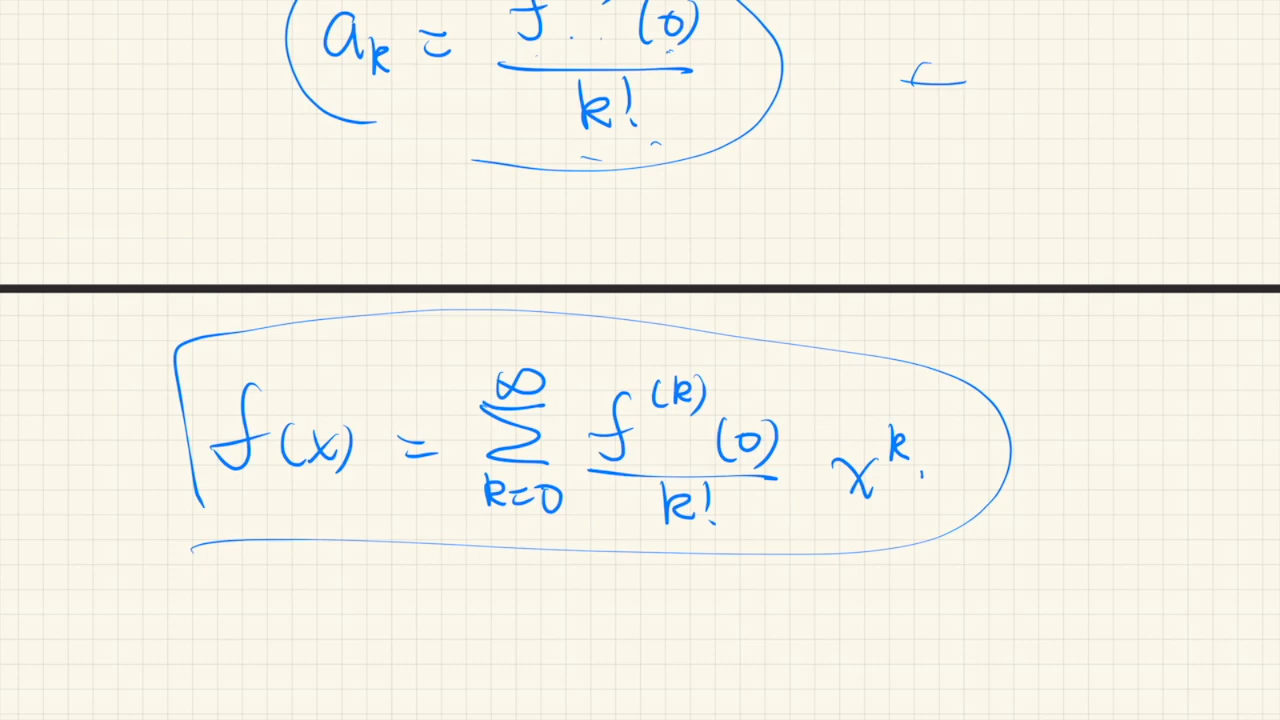 a_k = f (0) / k!
f(x) = ∑_{k=0}^{∞} f^{(k)}(0) / k! x^k.